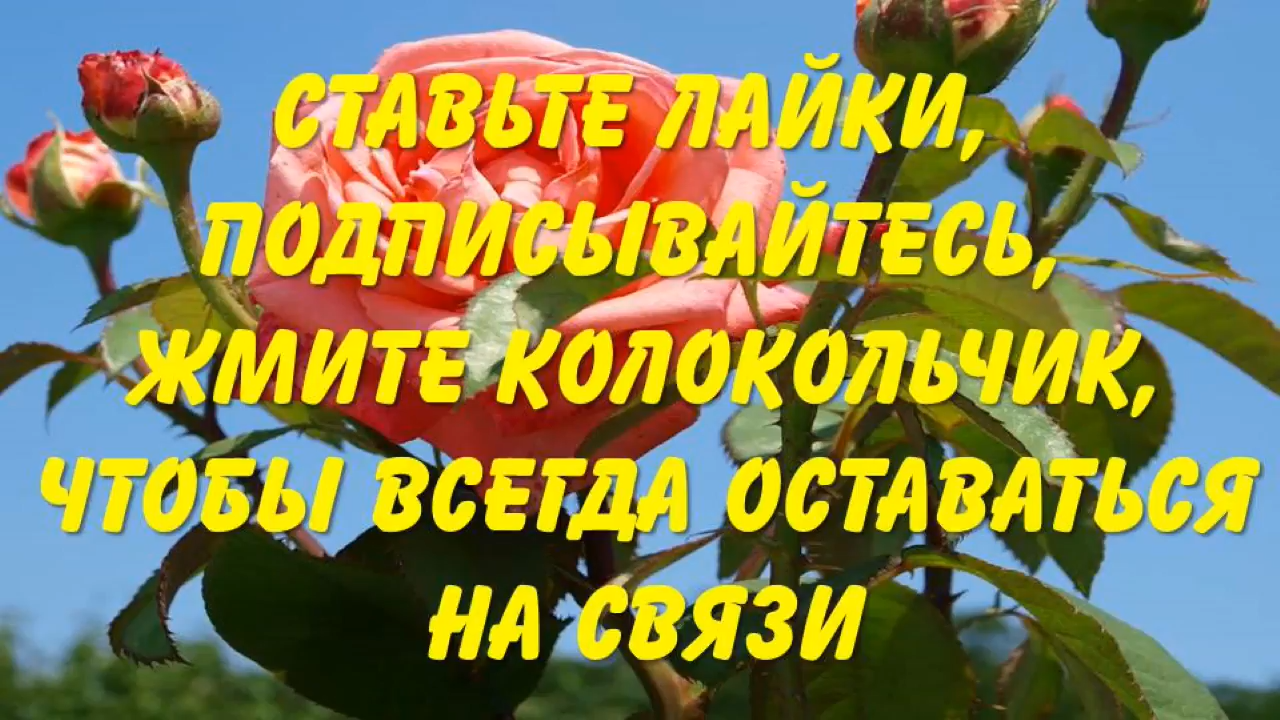 СТАВЬТЕ ЛАЙКИ,
ПОДПИСЫВАЙТЕСЬ,
ЖМИТЕ КОЛОКОЛЬЧИК,
ЧТОБЫ ВСЕГДА ОСТАВАТЬСЯ
НА СВЯЗИ